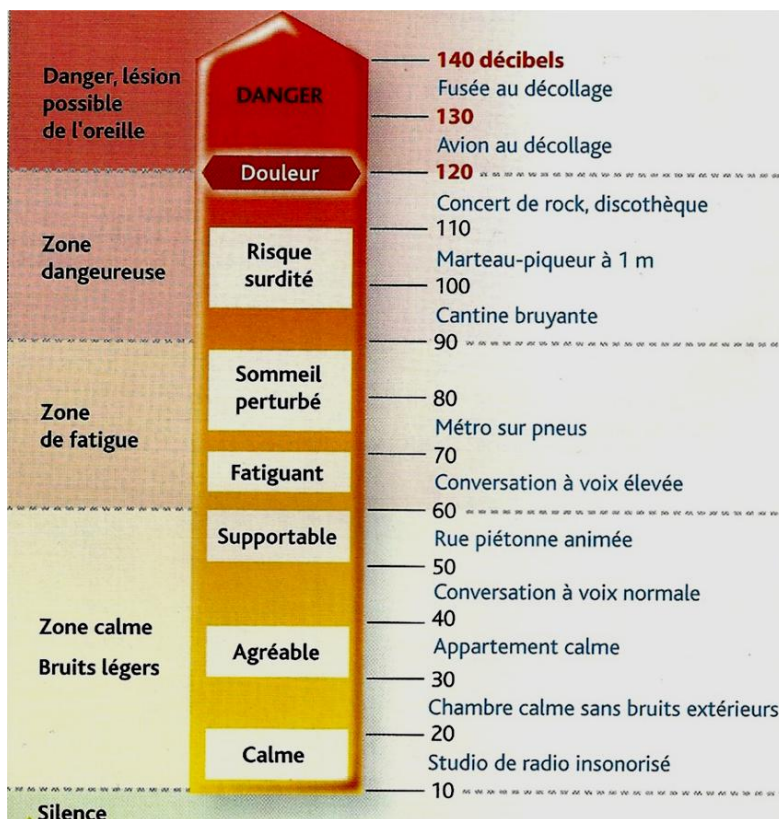 140 décibels
Danger, lésion
possible
de l'oreille
DANGER
Fusée au décollage
130
Avion au décollage
Douleur
120
Concert de rock, discothèque
110
Zone
dangeureuse
Risque
surdité
Marteau-piqueur à 1 m
100
Cantine bruyante
90
Sommeil
perturbé
80
Zone
de fatigue
Métro sur pneus
70
Fatiguant
Conversation à voix élevée
60
Supportable
Rue piétonne animée
50
Conversation à voix normale
40
Zone calme
Bruits légers
Agréable
Appartement calme
30
Chambre calme sans bruits extérieurs
20
Calme
Studio de radio insonorisé
10
Silence